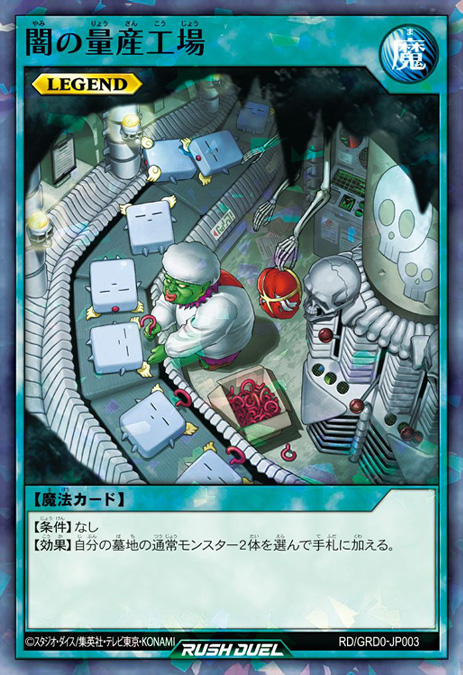 闇の量産工場
魔
LEGEND
【魔法カード】
【条件】なし
【効果】自分の墓地の通常モンスター2体を選んで手札に加える。
©スタジオ・ダイス/集英社・テレビ東京・KONAMI
RUSH DUEL
RD/GRD0-JP003